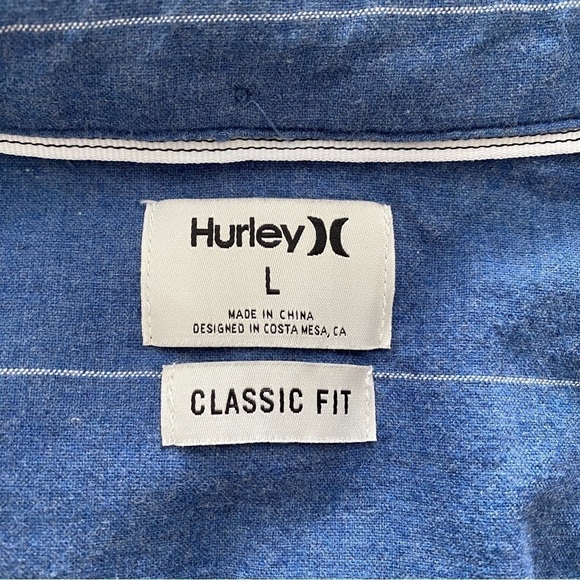 Hurley
L
MADE IN CHINA
DESIGNED IN COSTA MESA, CA
CLASSIC FIT